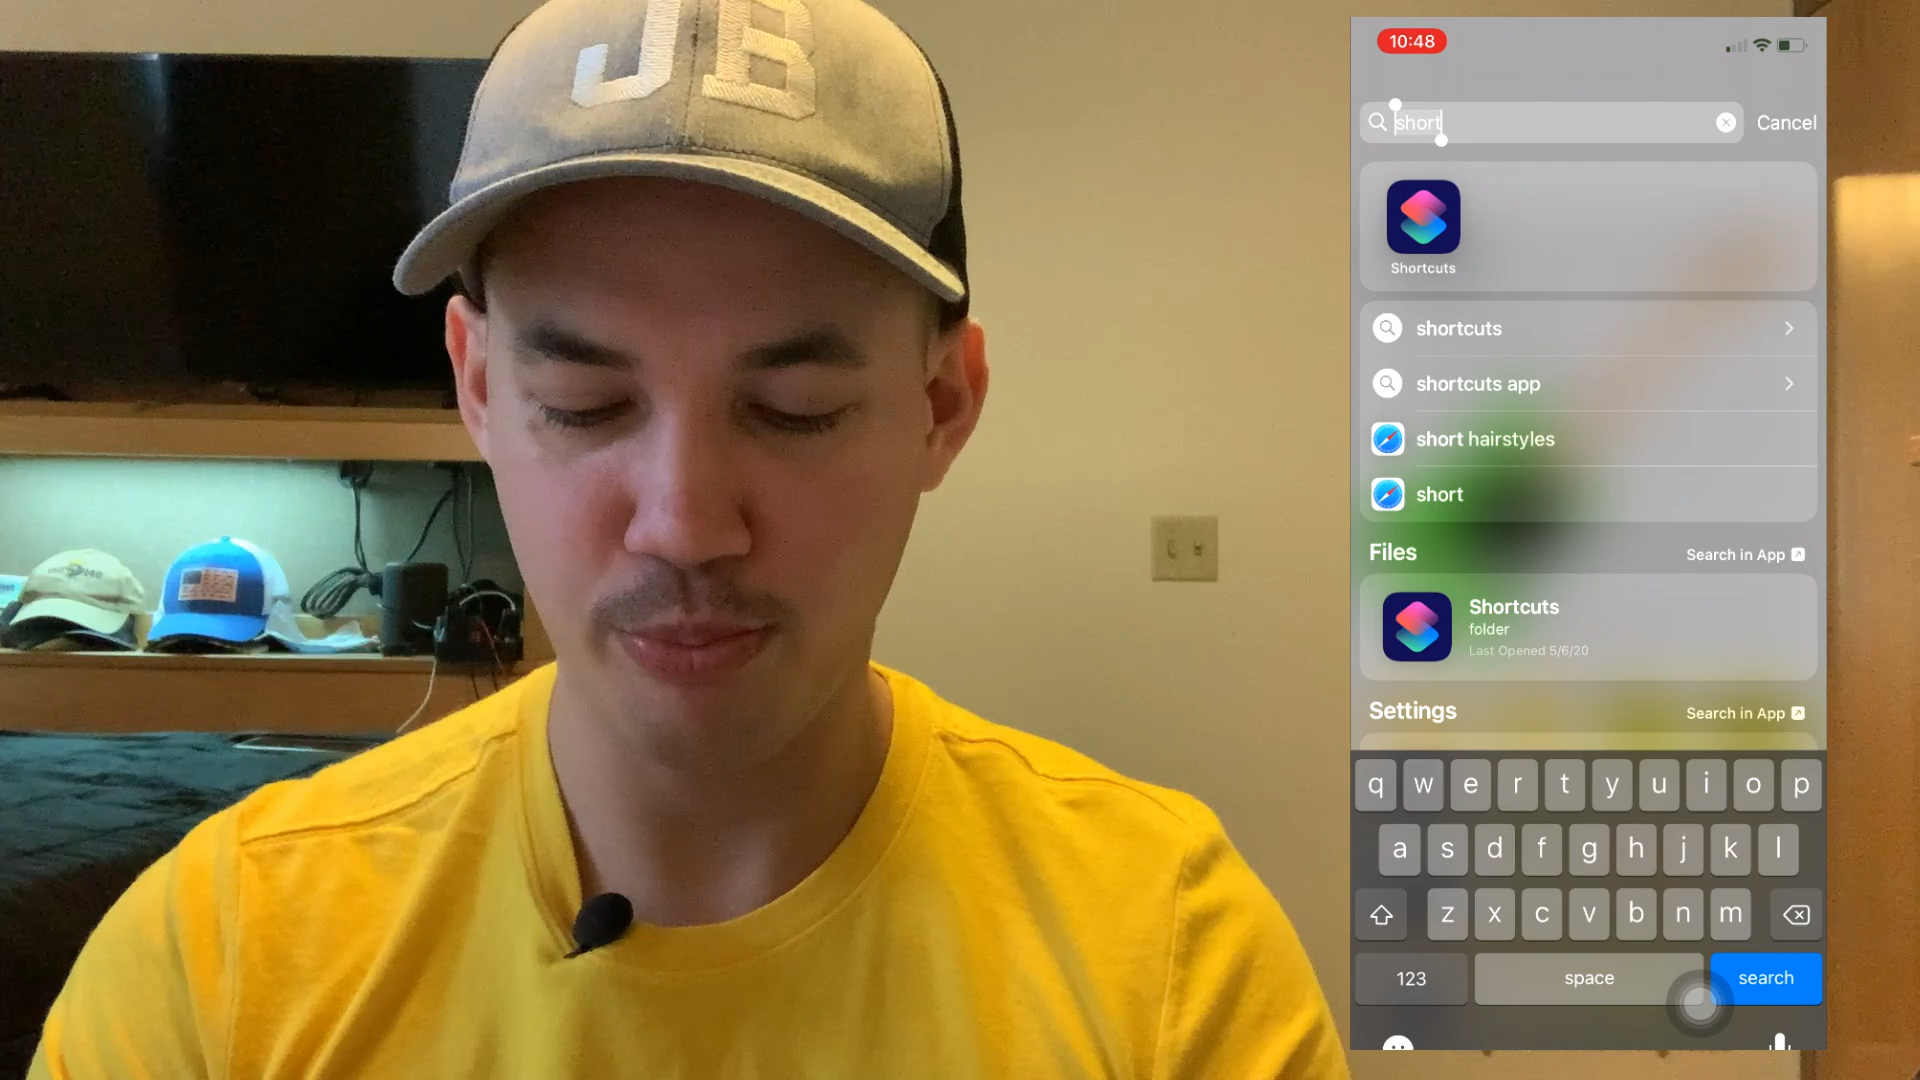 JB
10:48
short
Cancel
Shortcuts
shortcuts
shortcuts app
short hairstyles
short
Files
Search in App
Shortcuts
folder
Last Opened 5/6/20
Settings
Search in App
q w e r t y u i o p
a s d f g h j k l
z x c v b n m
123
space
search